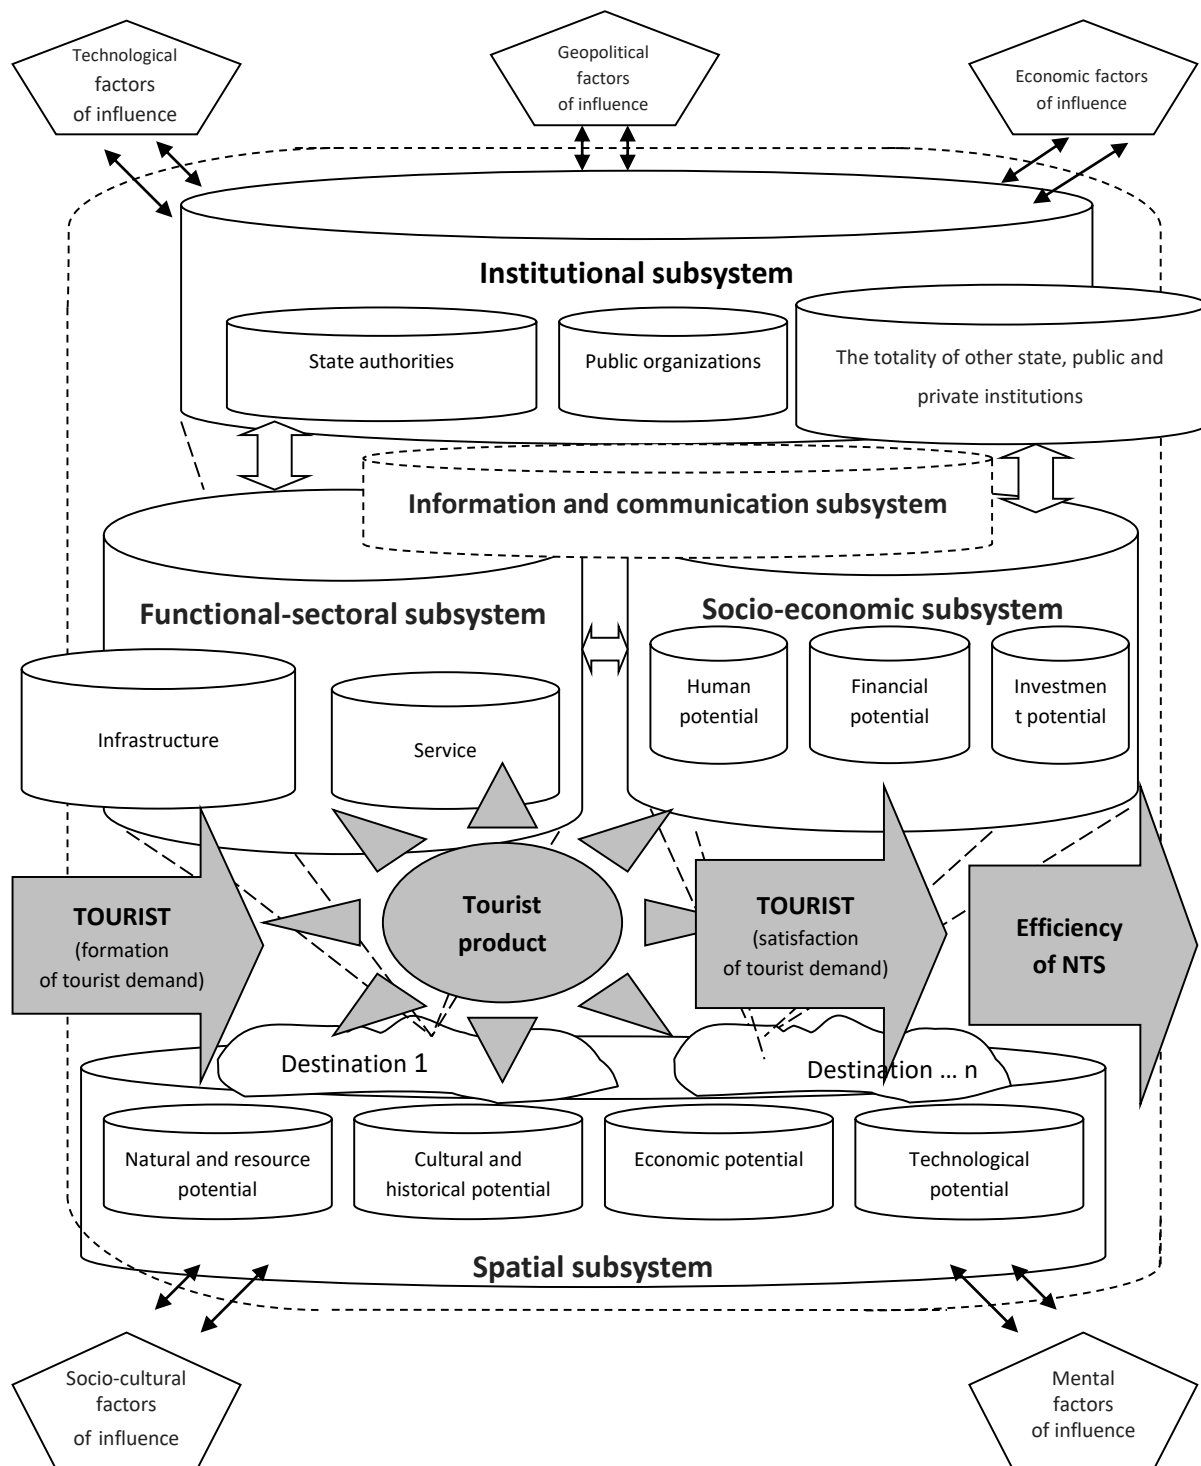 Technological
factors
of influence
Geopolitical
factors
of influence
Economic factors
of influence
Institutional subsystem
State authorities
Public organizations
The totality of other state, public and
private institutions
Information and communication subsystem
Functional-sectoral subsystem
Socio-economic subsystem
Infrastructure
Service
Human
potential
Financial
potential
Investmen
t potential
TOURIST
(formation
of tourist demand)
Tourist
product
TOURIST
(satisfaction
of tourist demand)
Efficiency
of NTS
Destination 1
Destination ... n
Natural and resource
potential
Cultural and
historical potential
Economic potential
Technological
potential
Spatial subsystem
Socio-cultural
factors
of influence
Mental
factors
of influence